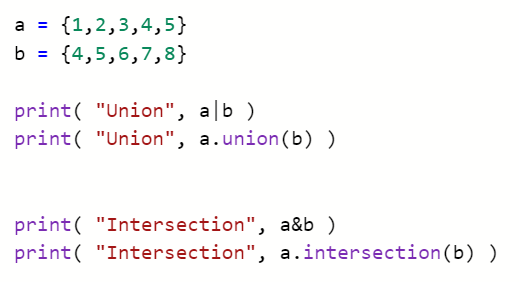 a = {1,2,3,4,5}
b = {4,5,6,7,8}
print( "Union", a|b )
print( "Union", a.union(b) )
print( "Intersection", a&b )
print( "Intersection", a.intersection(b) )